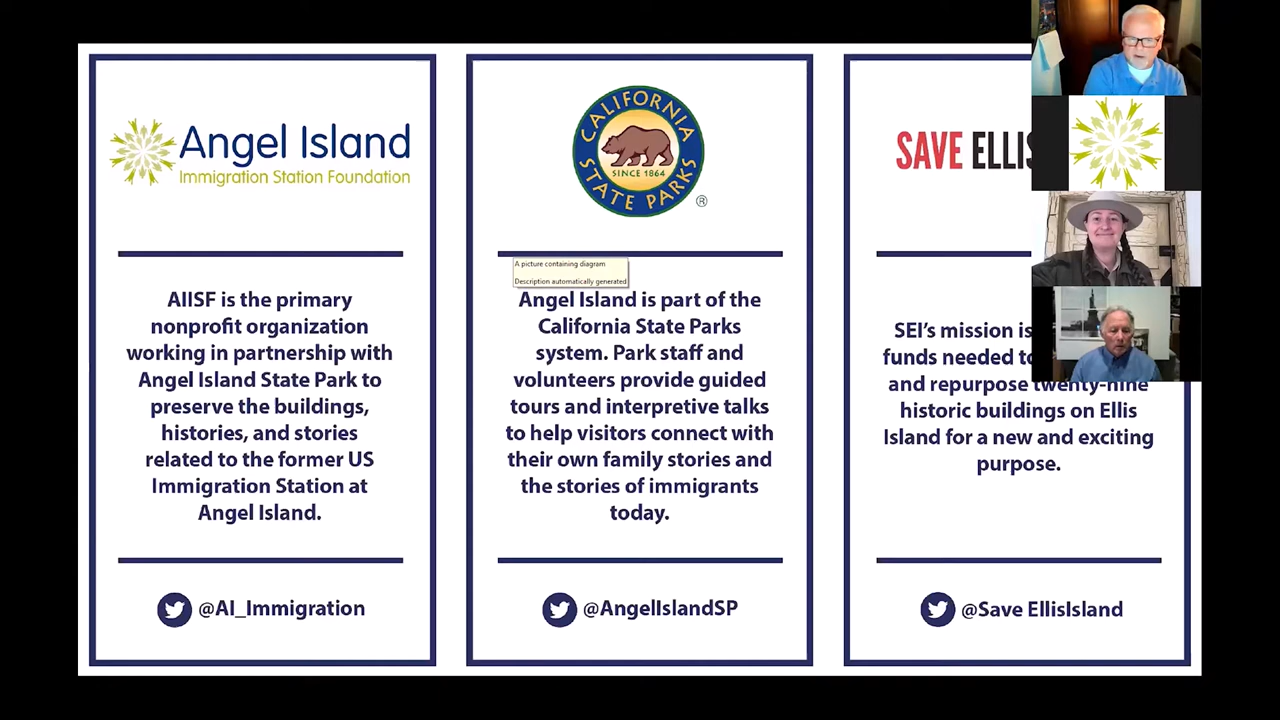 Angel Island
Immigration Station Foundation
AIISF is the primary
nonprofit organization
working in partnership with
Angel Island State Park to
preserve the buildings,
histories, and stories
related to the former US
Immigration Station at
Angel Island.
@AI_Immigration
CALIFORNIA
SINCE 1864
STATE PARKS
®
A picture containing diagram
Description automatically generated
Angel Island is part of the
California State Parks
system. Park staff and
volunteers provide guided
tours and interpretive talks
to help visitors connect with
their own family stories and
the stories of immigrants
today.
@AngelIslandSP
SAVE ELLIS
SEI’s mission is
funds needed to
and repurpose twenty-nine
historic buildings on Ellis
Island for a new and exciting
purpose.
@Save EllisIsland